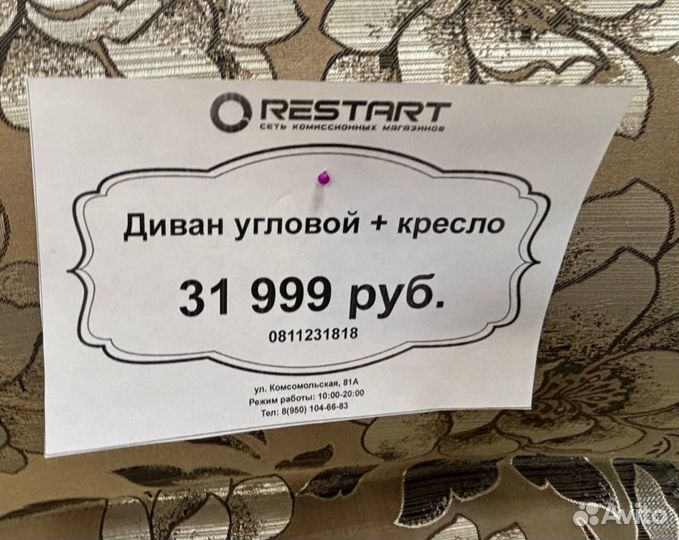 RESTART
СЕТЬ КОМИССИОННЫХ МАГАЗИНОВ
Диван угловой + кресло
31 999 руб.
0811231818
ул. Комсомольская, 81А
Режим работы: 10:00-20:00
Тел: 8(950) 104-66-83
Avito